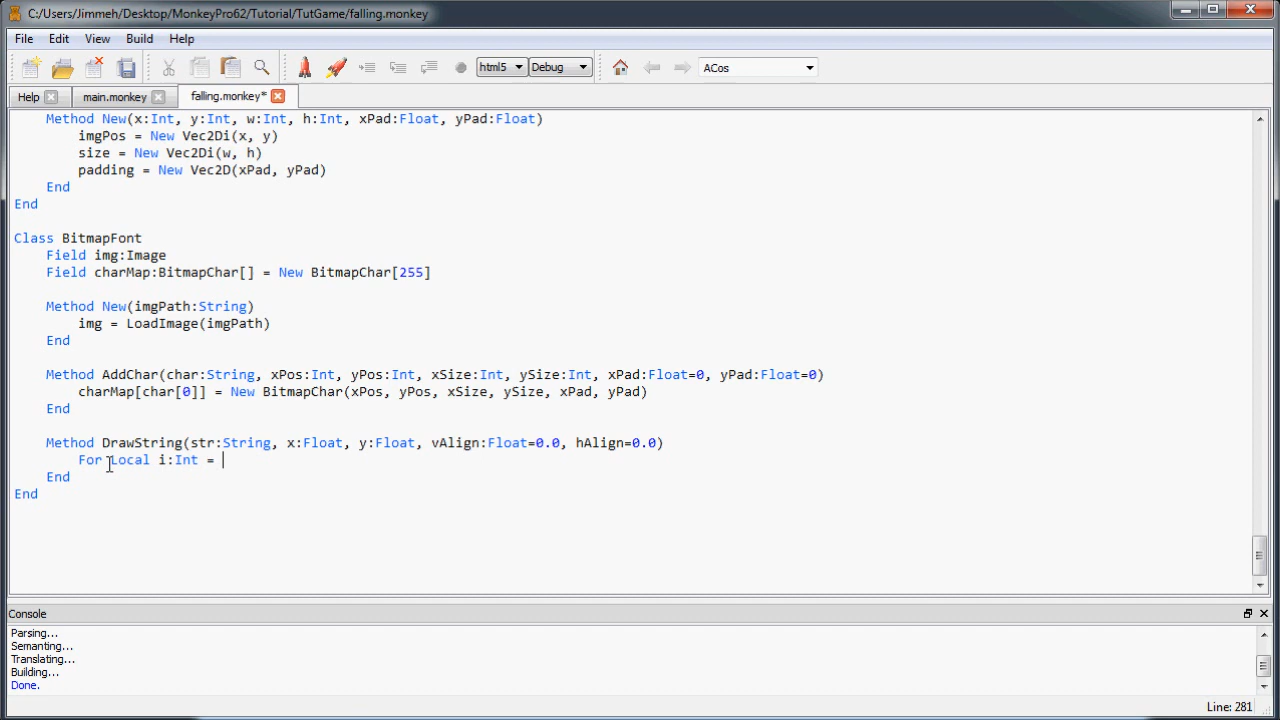 C:/Users/Jimmeh/Desktop/MonkeyPro62/Tutorial/TutGame/falling.monkey
File Edit View Build Help
html5 Debug ACos
Help main.monkey falling.monkey*
Method New(x:Int, y:Int, w:Int, h:Int, xPad:Float, yPad:Float)
imgPos = New Vec2Di(x, y)
size = New Vec2Di(w, h)
padding = New Vec2D(xPad, yPad)
End
End
Class BitmapFont
Field img:Image
Field charMap:BitmapChar[] = New BitmapChar[255]
Method New(imgPath:String)
img = LoadImage(imgPath)
End
Method AddChar(char:String, xPos:Int, yPos:Int, xSize:Int, ySize:Int, xPad:Float=0, yPad:Float=0)
charMap[char[0]] = New BitmapChar(xPos, yPos, xSize, ySize, xPad, yPad)
End
Method DrawString(str:String, x:Float, y:Float, vAlign:Float=0.0, hAlign=0.0)
For Local i:Int =
End
End
Console
Parsing...
Semanting...
Translating...
Building...
Done.
Line: 281